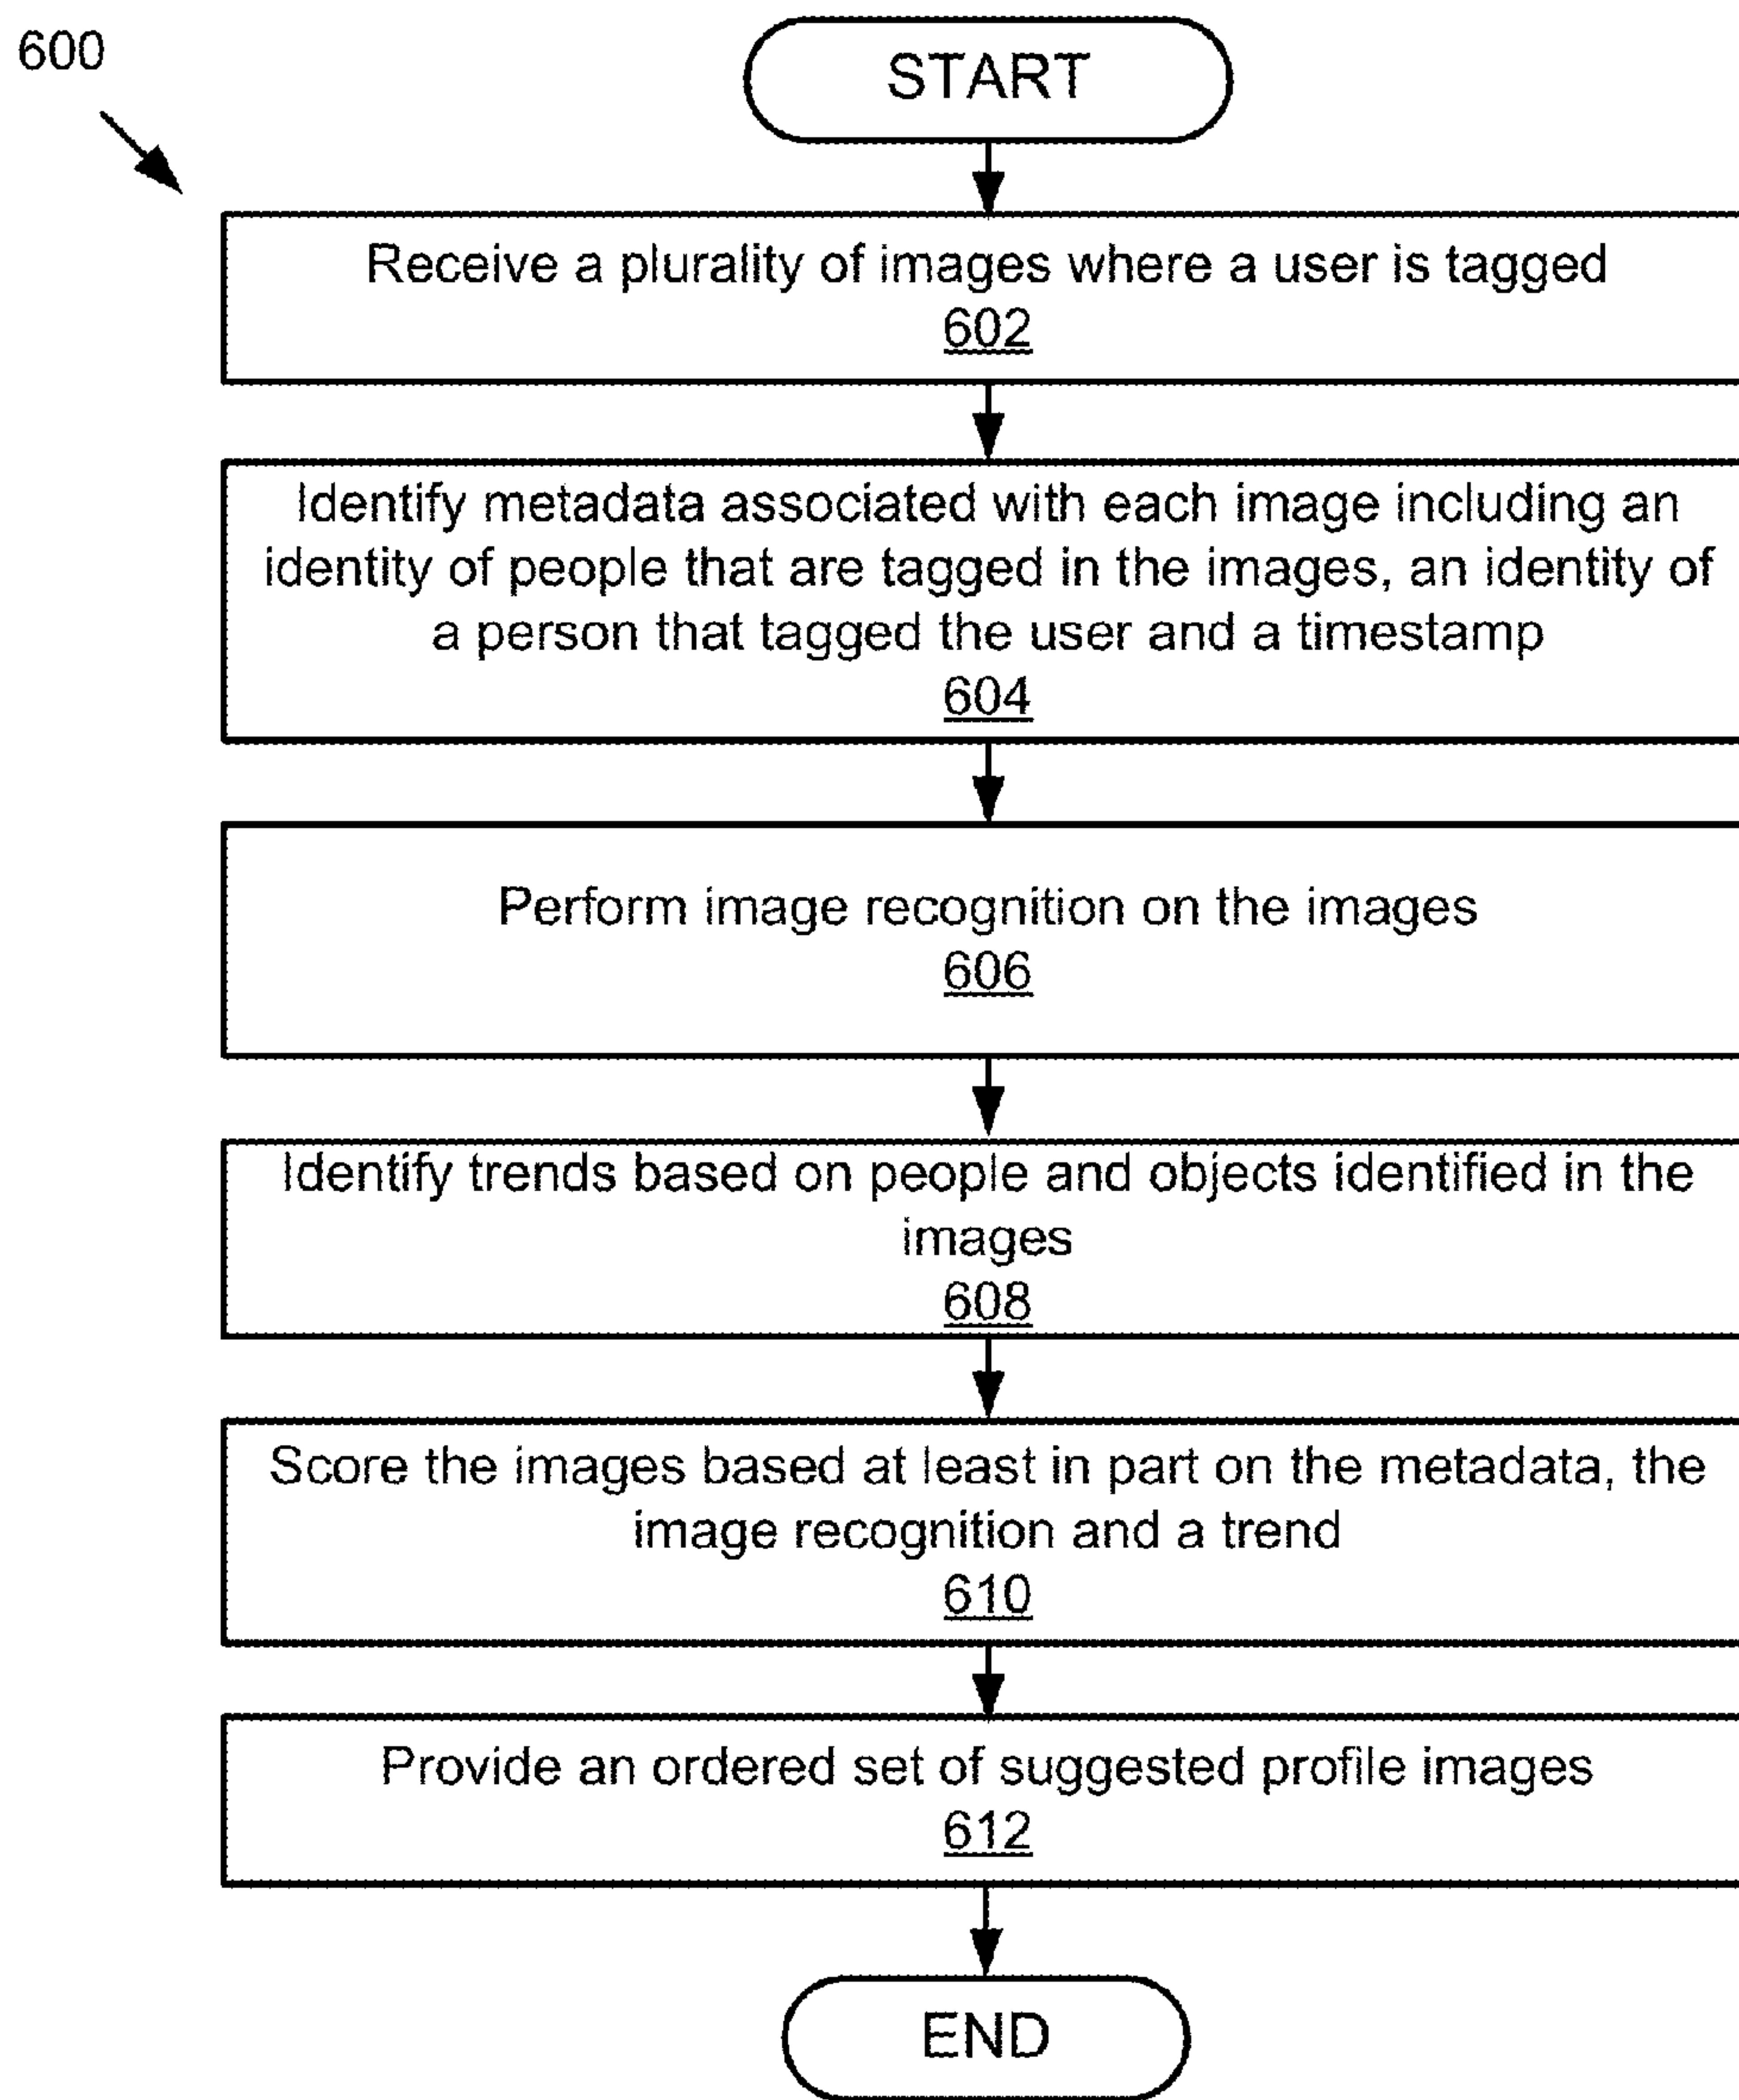 600
START
Receive a plurality of images where a user is tagged
602
Identify metadata associated with each image including an
identity of people that are tagged in the images, an identity of
a person that tagged the user and a timestamp
604
Perform image recognition on the images
606
Identify trends based on people and objects identified in the
images
608
Score the images based at least in part on the metadata, the
image recognition and a trend
610
Provide an ordered set of suggested profile images
612
END